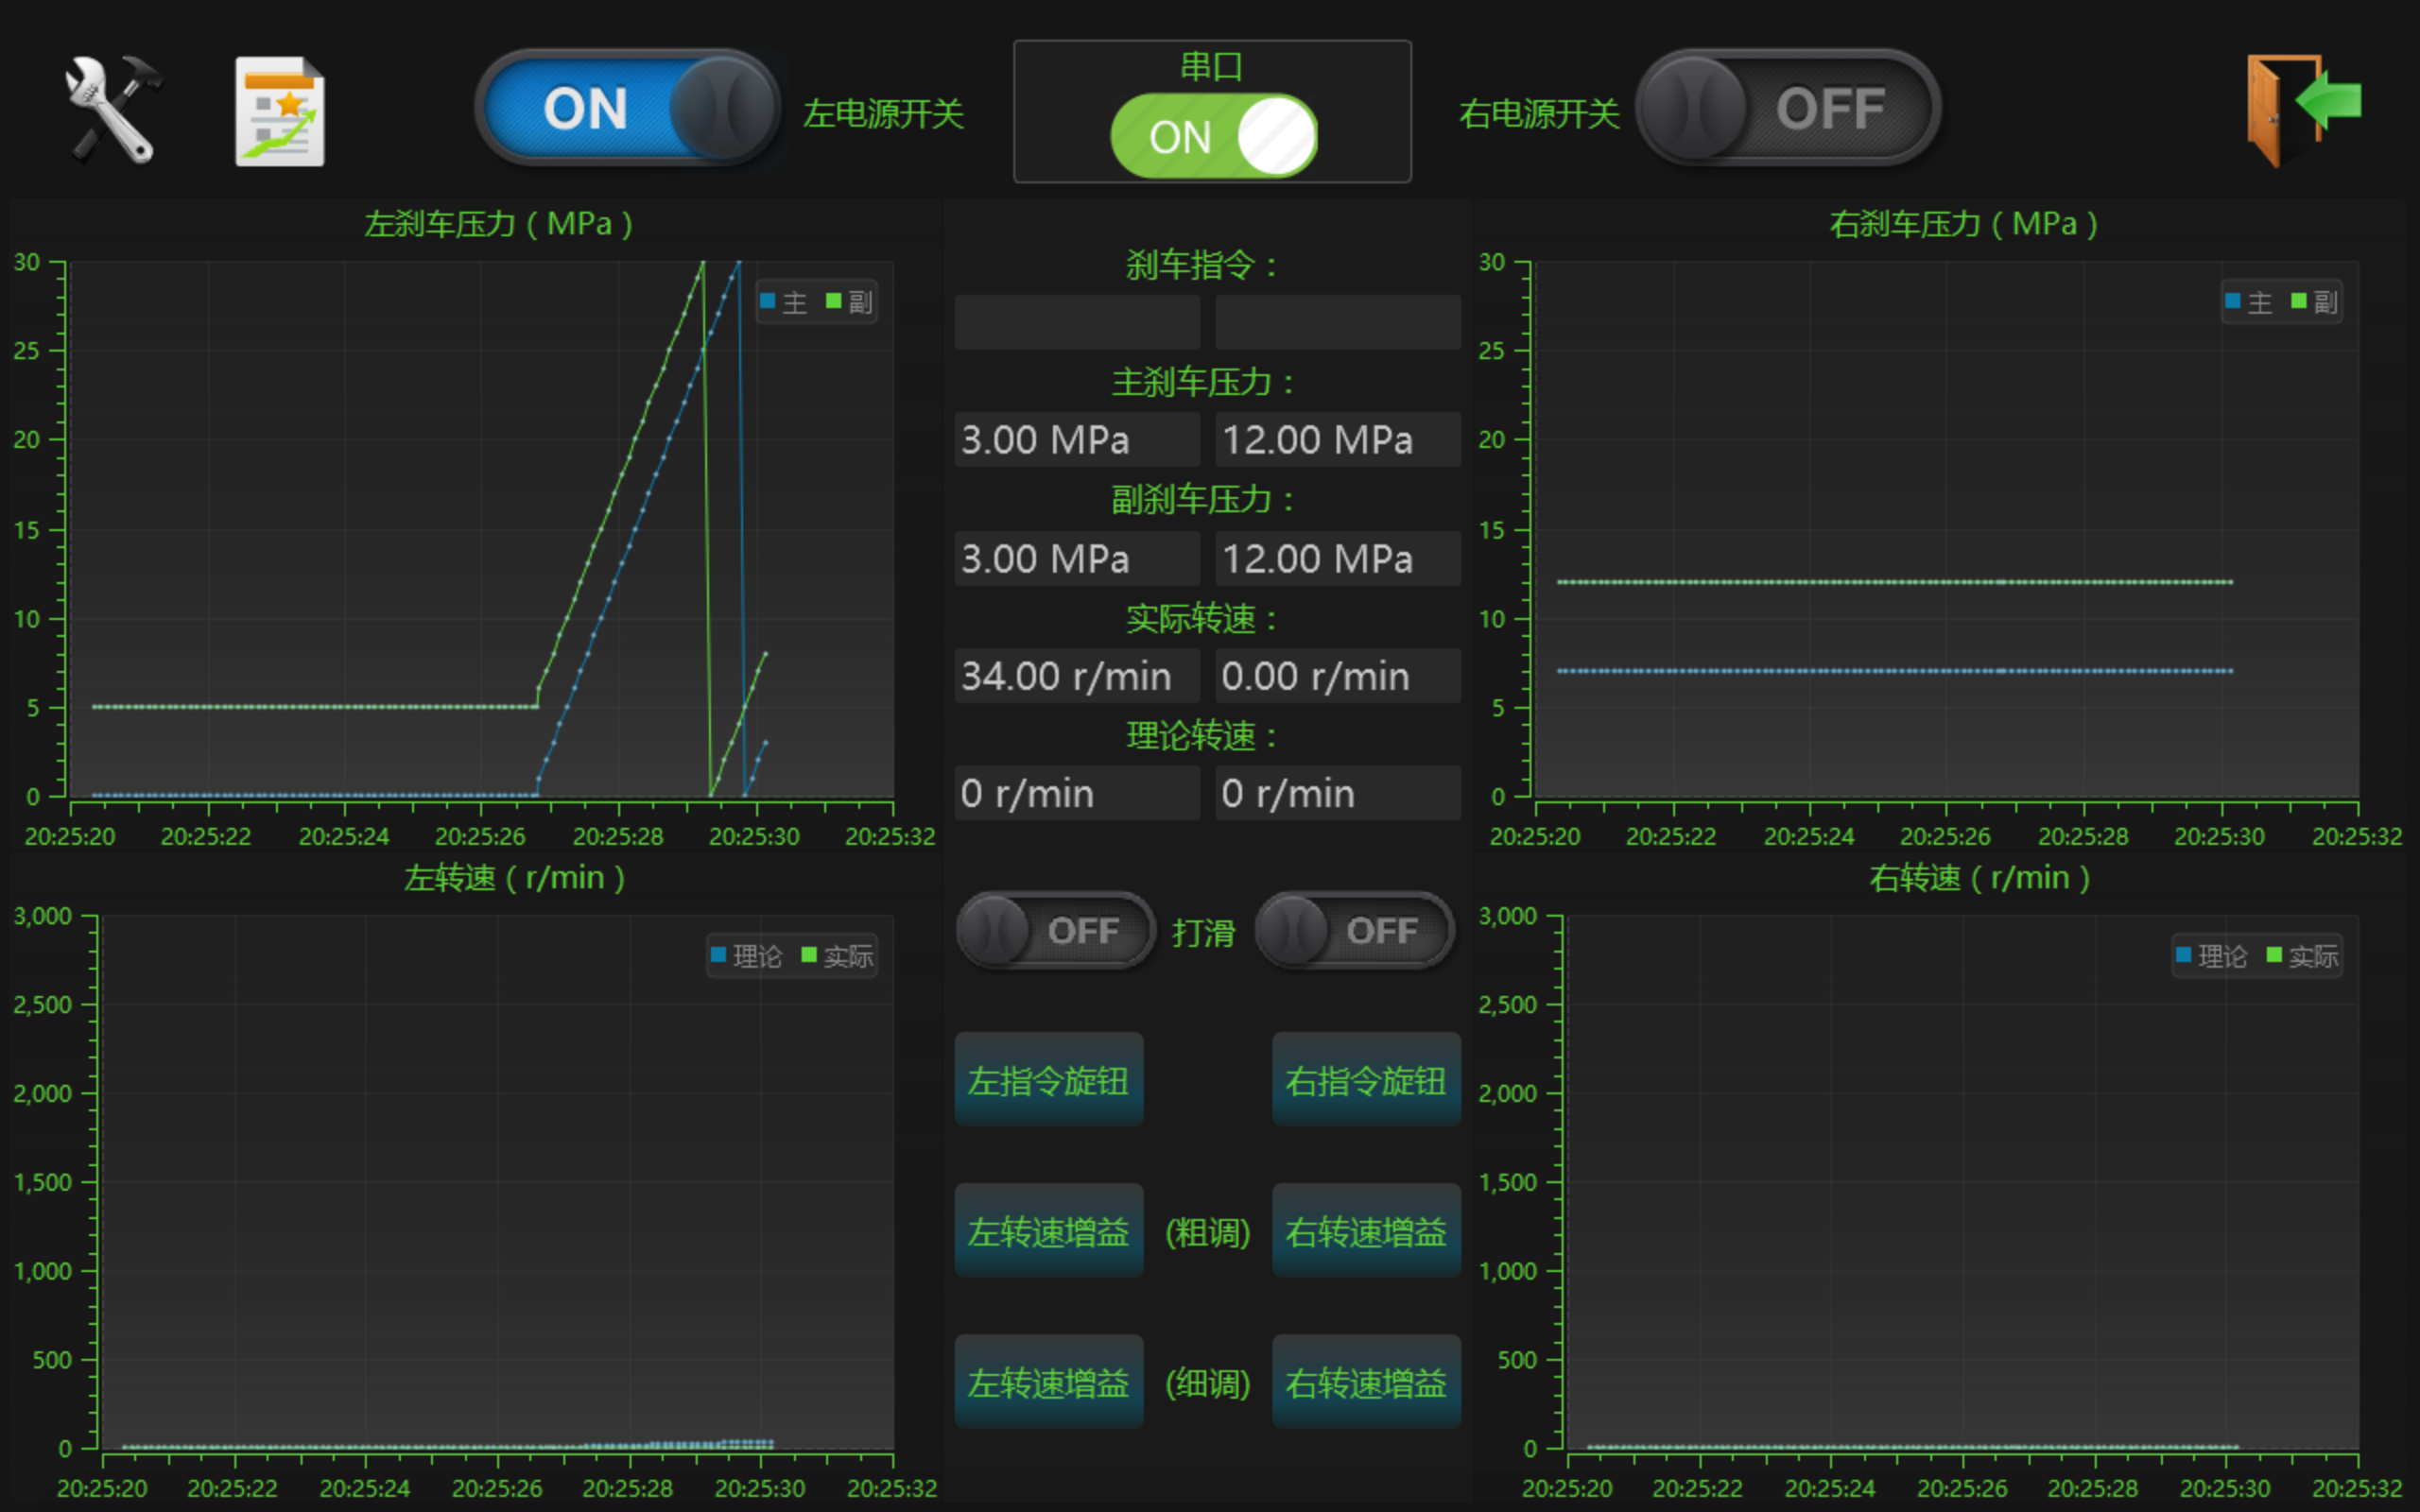 ON
左电源开关
串口
ON
右电源开关
OFF
左刹车压力 ( MPa )
主 副
30
25
20
15
10
5
0
20:25:20 20:25:22 20:25:24 20:25:26 20:25:28 20:25:30 20:25:32
左转速 ( r/min )
理论 实际
3,000
2,500
2,000
1,500
1,000
500
0
20:25:20 20:25:22 20:25:24 20:25:26 20:25:28 20:25:30 20:25:32
刹车指令：
主刹车压力：
3.00 MPa 12.00 MPa
副刹车压力：
3.00 MPa 12.00 MPa
实际转速：
34.00 r/min 0.00 r/min
理论转速：
0 r/min 0 r/min
OFF 打滑 OFF
左指令旋钮 右指令旋钮
左转速增益 (粗调) 右转速增益
左转速增益 (细调) 右转速增益
右刹车压力 ( MPa )
主 副
30
25
20
15
10
5
0
20:25:20 20:25:22 20:25:24 20:25:26 20:25:28 20:25:30 20:25:32
右转速 ( r/min )
理论 实际
3,000
2,500
2,000
1,500
1,000
500
0
20:25:20 20:25:22 20:25:24 20:25:26 20:25:28 20:25:30 20:25:32